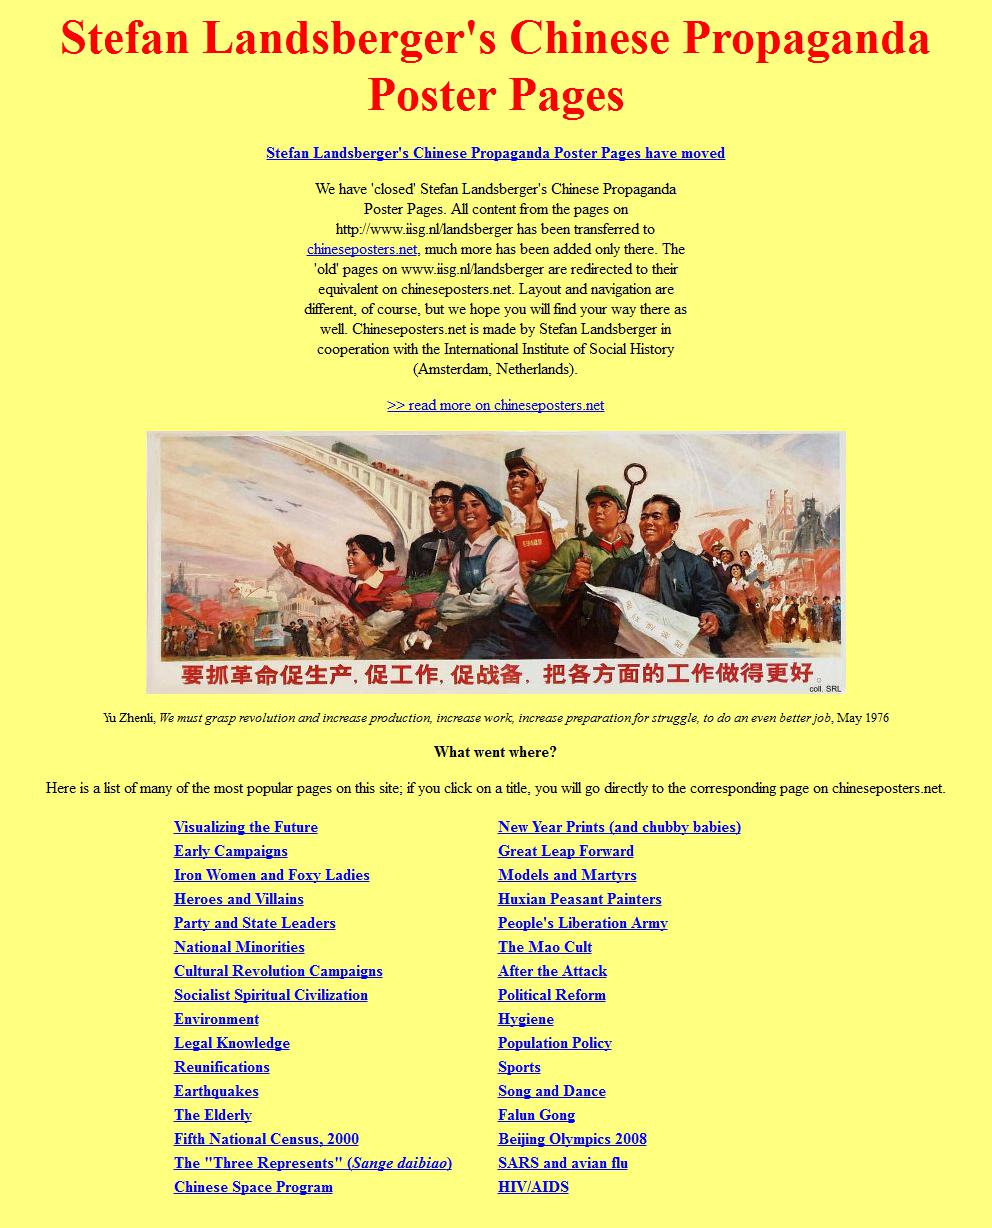 Stefan Landsberger's Chinese Propaganda
Poster Pages
Stefan Landsberger's Chinese Propaganda Poster Pages have moved
We have 'closed' Stefan Landsberger's Chinese Propaganda
Poster Pages. All content from the pages on
http://www.iisg.nl/landsberger has been transferred to
chineseposters.net, much more has been added only there. The
'old' pages on www.iisg.nl/landsberger are redirected to their
equivalent on chineseposters.net. Layout and navigation are
different, of course, but we hope you will find your way there as
well. Chineseposters.net is made by Stefan Landsberger in
cooperation with the International Institute of Social History
(Amsterdam, Netherlands).
>> read more on chineseposters.net
要抓革命促生产, 促工作, 促战备, 把各方面的工作做得更好。
coll. SRL
Yu Zhenli, We must grasp revolution and increase production, increase work, increase preparation for struggle, to do an even better job, May 1976
What went where?
Here is a list of many of the most popular pages on this site; if you click on a title, you will go directly to the corresponding page on chineseposters.net.
Visualizing the Future
New Year Prints (and chubby babies)
Early Campaigns
Great Leap Forward
Iron Women and Foxy Ladies
Models and Martyrs
Heroes and Villains
Huxian Peasant Painters
Party and State Leaders
People's Liberation Army
National Minorities
The Mao Cult
Cultural Revolution Campaigns
After the Attack
Socialist Spiritual Civilization
Political Reform
Environment
Hygiene
Legal Knowledge
Population Policy
Reunifications
Sports
Earthquakes
Song and Dance
The Elderly
Falun Gong
Fifth National Census, 2000
Beijing Olympics 2008
The "Three Represents" (Sange daibiao)
SARS and avian flu
Chinese Space Program
HIV/AIDS